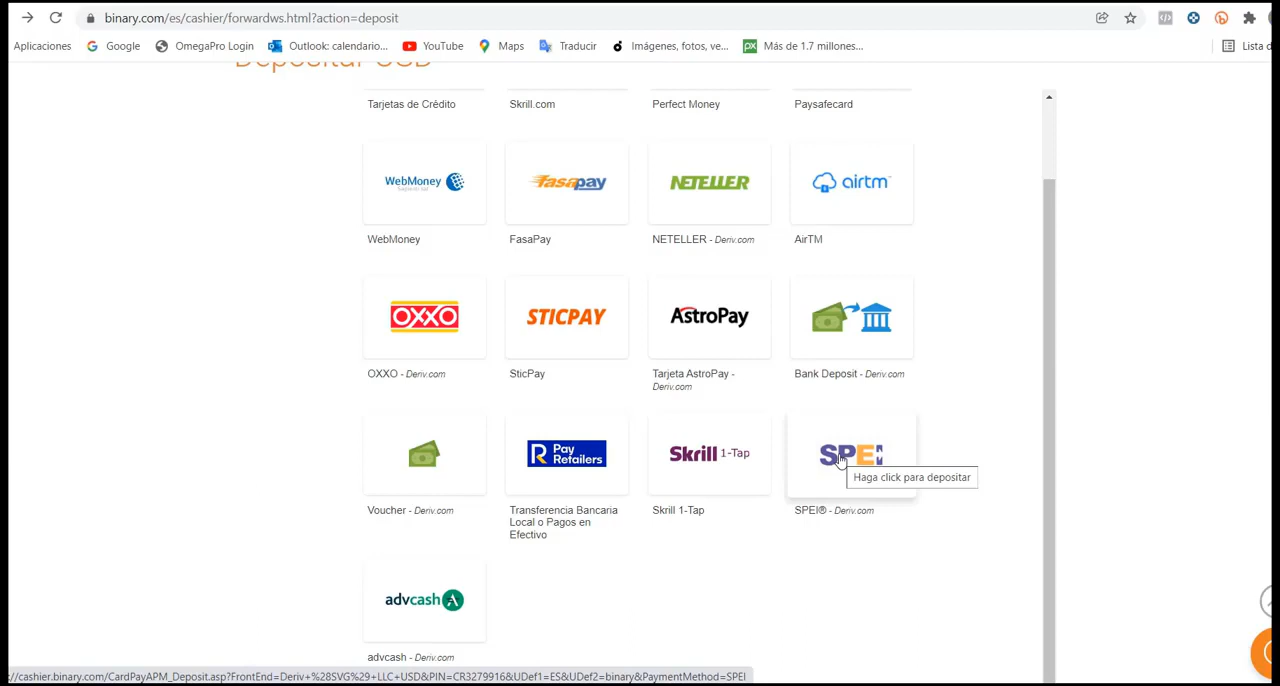 binary.com/es/cashier/forwardws.html?action=deposit
Aplicaciones Google OmegaPro Login Outlook: calendario... YouTube Maps Traducir Imágenes, fotos, ve... px Más de 1.7 millones... Lista d
Depositar USD
Tarjetas de Crédito Skrill.com Perfect Money Paysafecard
WebMoney fasapay NETELLER airtm
WebMoney FasaPay NETELLER - Deriv.com AirTM
OXXO STICPAY AstroPay
OXXO - Deriv.com SticPay Tarjeta AstroPay - Bank Deposit - Deriv.com
Deriv.com
R Pay Skrill 1-Tap SPEI
Retailers
Haga click para depositar
Voucher - Deriv.com Transferencia Bancaria Skrill 1-Tap SPEI® - Deriv.com
Local o Pagos en
Efectivo
advcash
advcash - Deriv.com
://cashier.binary.com/CardPayAPM_Deposit.asp?FrontEnd=Deriv+%28SVG%29+LLC+USD&PIN=CR3279916&UDef1=ES&UDef2=binary&PaymentMethod=SPEI